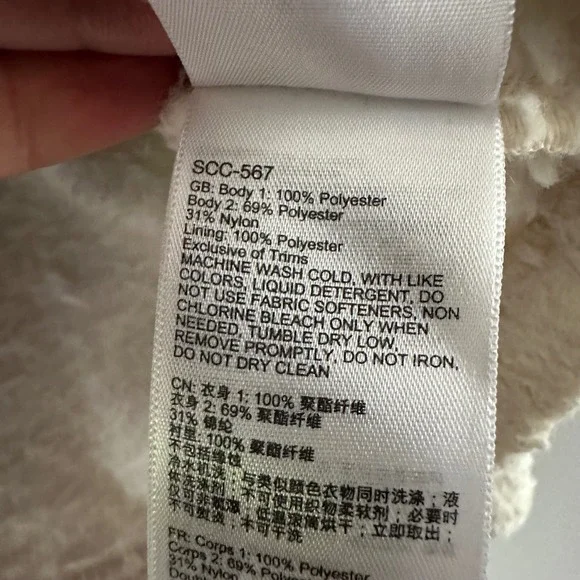 SCC-567
GB: Body 1: 100% Polyester
Body 2: 69% Polyester
31% Nylon
Lining: 100% Polyester
Exclusive of Trims
MACHINE WASH COLD, WITH LIKE
COLORS, LIQUID DETERGENT, DO
NOT USE FABRIC SOFTENERS, NON
CHLORINE BLEACH ONLY WHEN
NEEDED, TUMBLE DRY LOW,
REMOVE PROMPTLY, DO NOT IRON,
DO NOT DRY CLEAN
CN: 衣身 1: 100% 聚酯纤维
衣身 2: 69% 聚酯纤维
31% 锦纶
衬里: 100% 聚酯纤维
不包括缘饰
冷水机洗；与类似颜色衣物同时洗涤；液
体洗涤剂；不可使用织物柔软剂；必要时
仅可非氯漂；低温滚筒烘干；立即取出；
不可熨烫；不可干洗
FR: Corps 1: 100% Polyester
Corps 2: 69% Polyester
31% Nylon